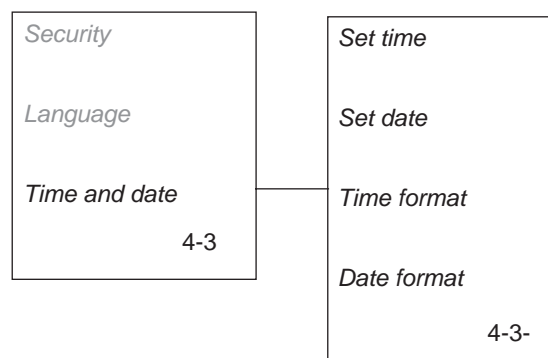 Security
Language
Time and date
4-3
Set time
Set date
Time format
Date format
4-3-